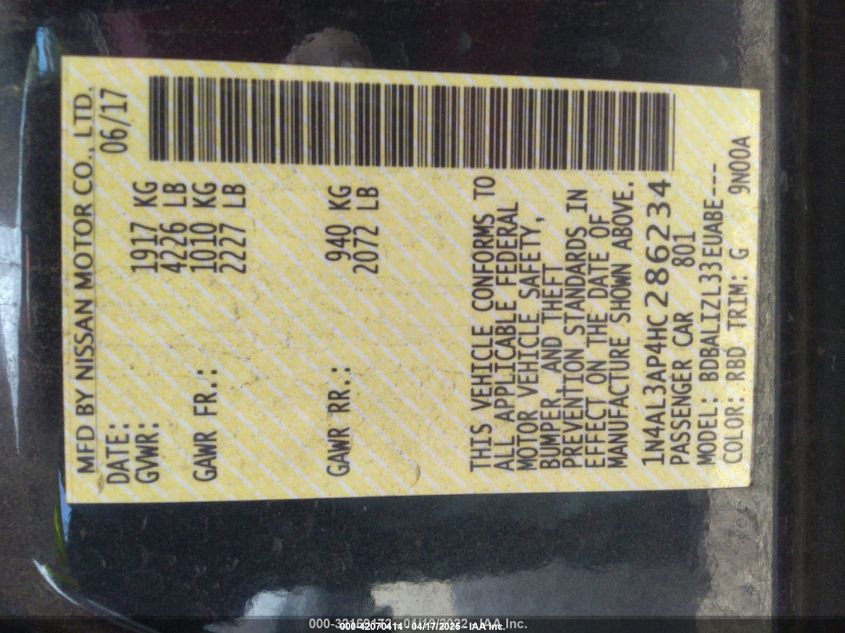 MFD BY NISSAN MOTOR CO., LTD.
DATE: 06/17
GVWR: 1917 KG
4226 LB
GAWR FR.: 1010 KG
2227 LB
GAWR RR.: 940 KG
2072 LB
THIS VEHICLE CONFORMS TO
ALL APPLICABLE FEDERAL
MOTOR VEHICLE SAFETY,
BUMPER, AND THEFT
PREVENTION STANDARDS IN
EFFECT ON THE DATE OF
MANUFACTURE SHOWN ABOVE.
1N4AL3AP4HC286234
PASSENGER CAR 801
MODEL: BDBALIZL33EUABE---
COLOR: RBD TRIM: G 9N00A
000-42070414 - 04/17/2025 - IAA Inc.